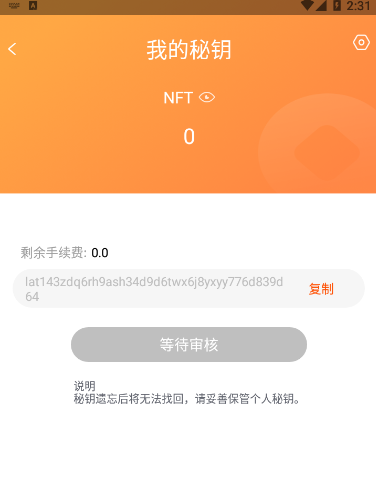 2:31
我的秘钥
NFT
0
剩余手续费: 0.0
lat143zdq6rh9ash34d9d6twx6j8yxyy776d839d
64
复制
等待审核
说明
秘钥遗忘后将无法找回，请妥善保管个人秘钥。